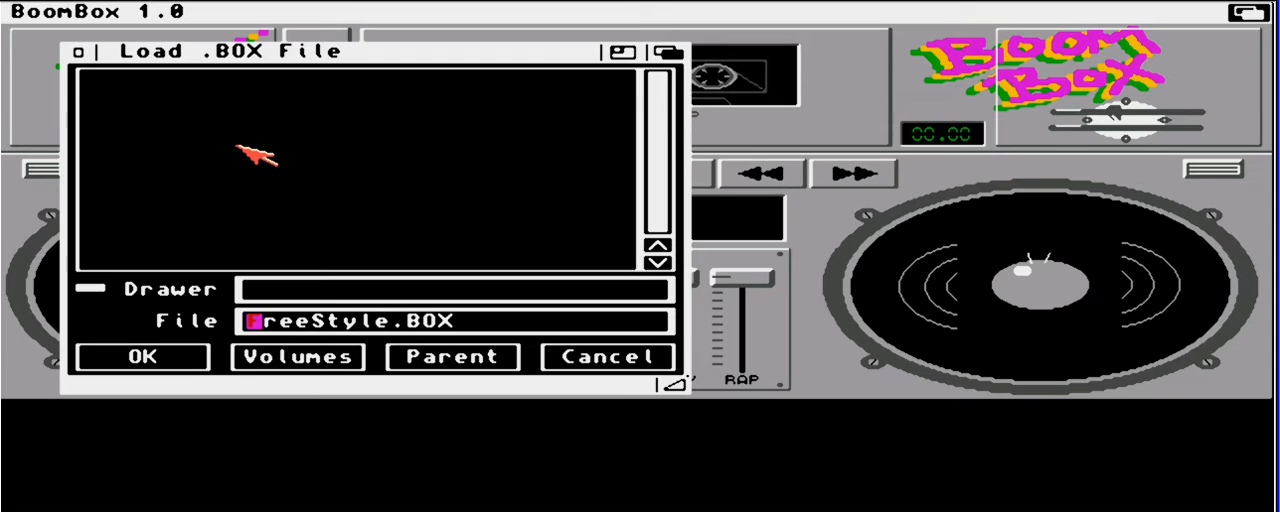 BoomBox 1.0
Load .BOX File
BOOM
BOX
00.00
Drawer
File FreeStyle.BOX
OK Volumes Parent Cancel
RAP